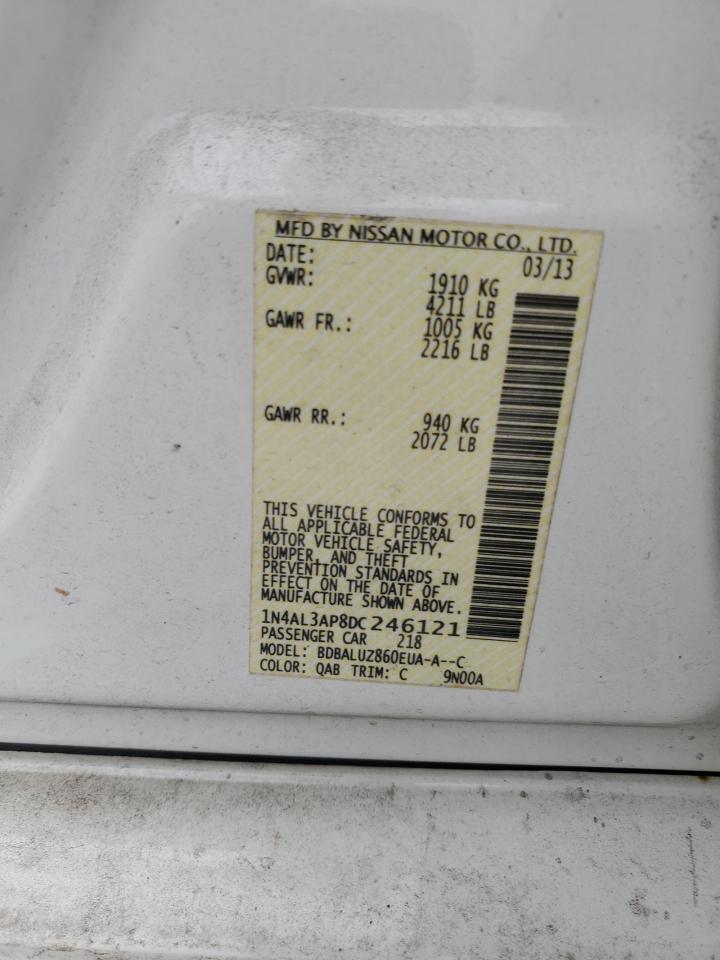 MFD BY NISSAN MOTOR CO., LTD.
DATE: 03/13
GVWR: 1910 KG
4211 LB
GAWR FR.: 1005 KG
2216 LB
GAWR RR.: 940 KG
2072 LB
THIS VEHICLE CONFORMS TO
ALL APPLICABLE FEDERAL
MOTOR VEHICLE SAFETY,
BUMPER, AND THEFT
PREVENTION STANDARDS IN
EFFECT ON THE DATE OF
MANUFACTURE SHOWN ABOVE.
1N4AL3AP8DC246121
PASSENGER CAR 218
MODEL: BDBALUZ860EUA-A--C
COLOR: QAB TRIM: C 9N00A